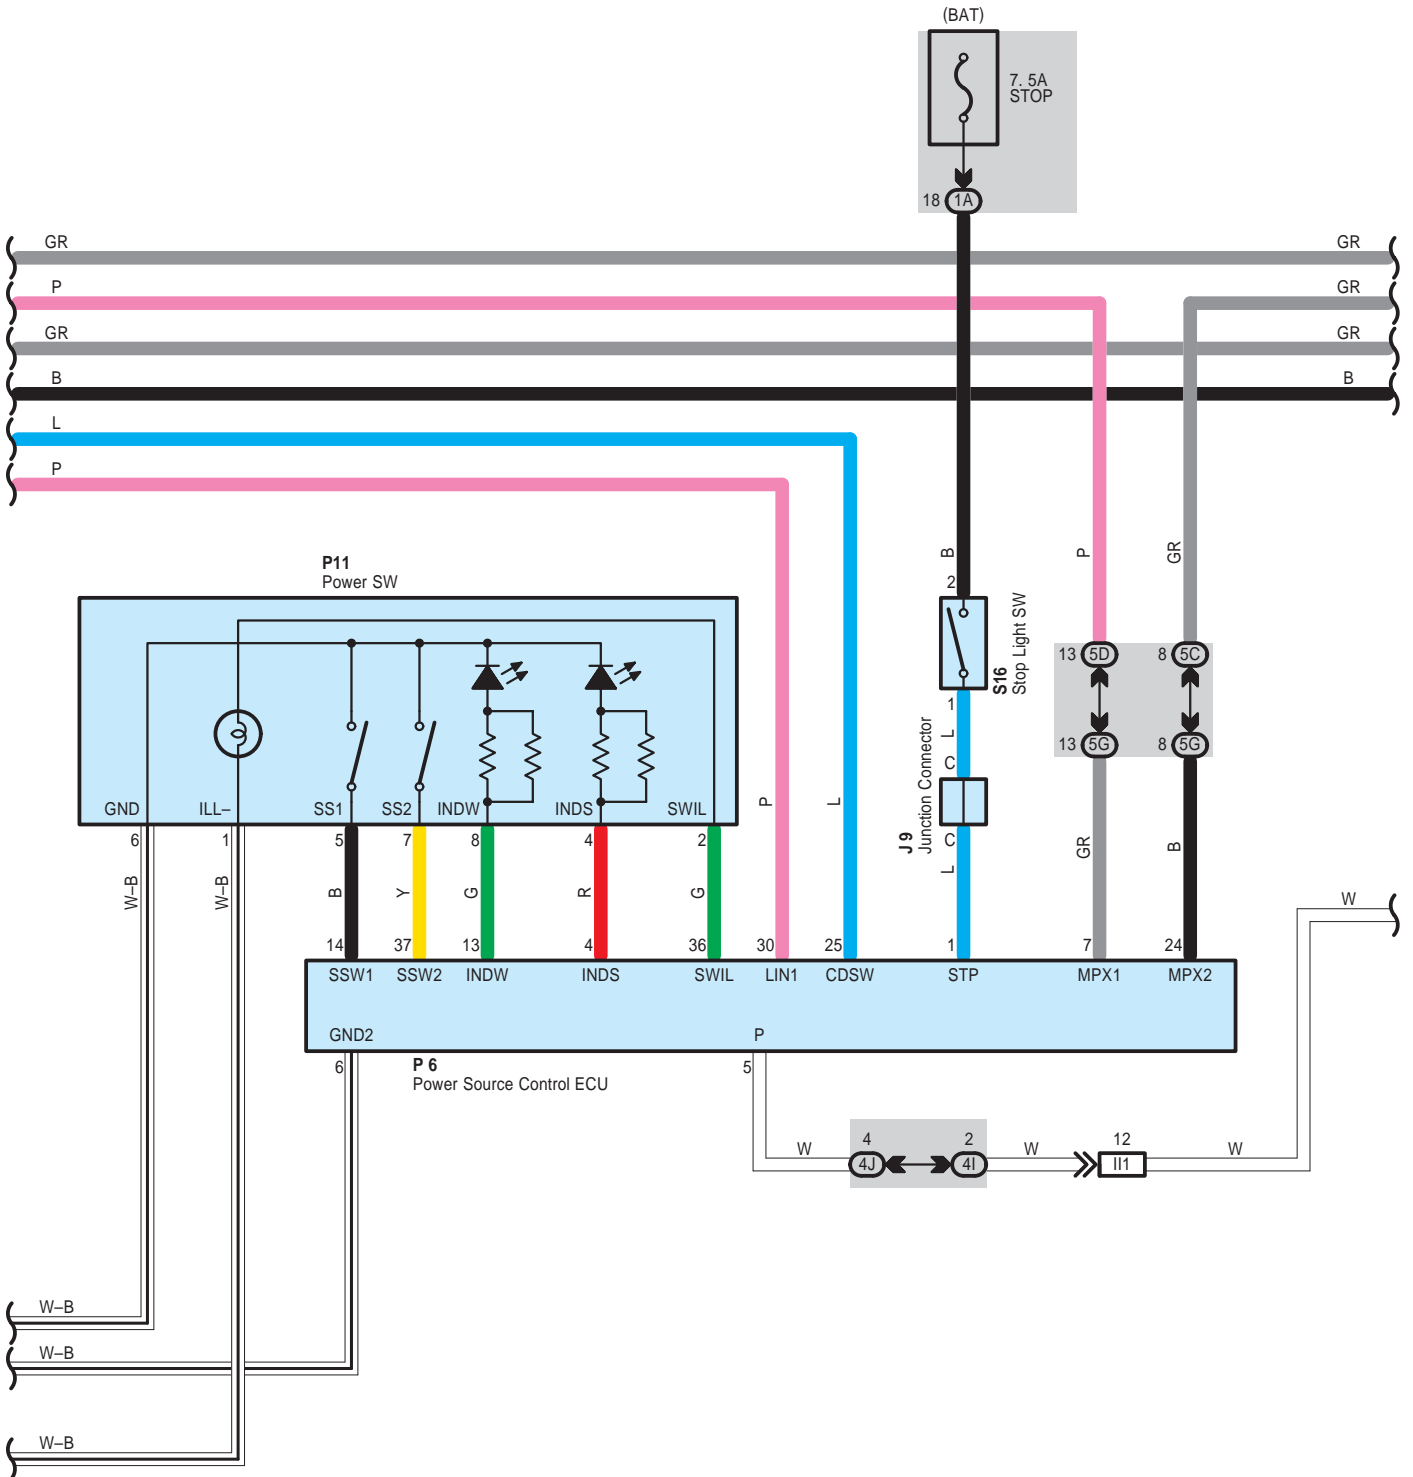 (BAT)
7. 5A
STOP
18 1A
GR GR
P GR
GR GR
B B
L
P
B P GR
P11
Power SW
2
S16
Stop Light SW
13 5D 8 5C
1
L
C
J 9
Junction Connector
13 5G 8 5G
GND ILL– SS1 SS2 INDW INDS SWIL
P L
6 1 5 7 8 4 2
C
L
GR B
W–B W–B B Y G R G
W
14 37 13 4 36 30 25 1 7 24
SSW1 SSW2 INDW INDS SWIL LIN1 CDSW STP MPX1 MPX2
GND2 P
6 5
P 6
Power Source Control ECU
4 2 12
W W W
4J 4I II1
W–B
W–B
W–B